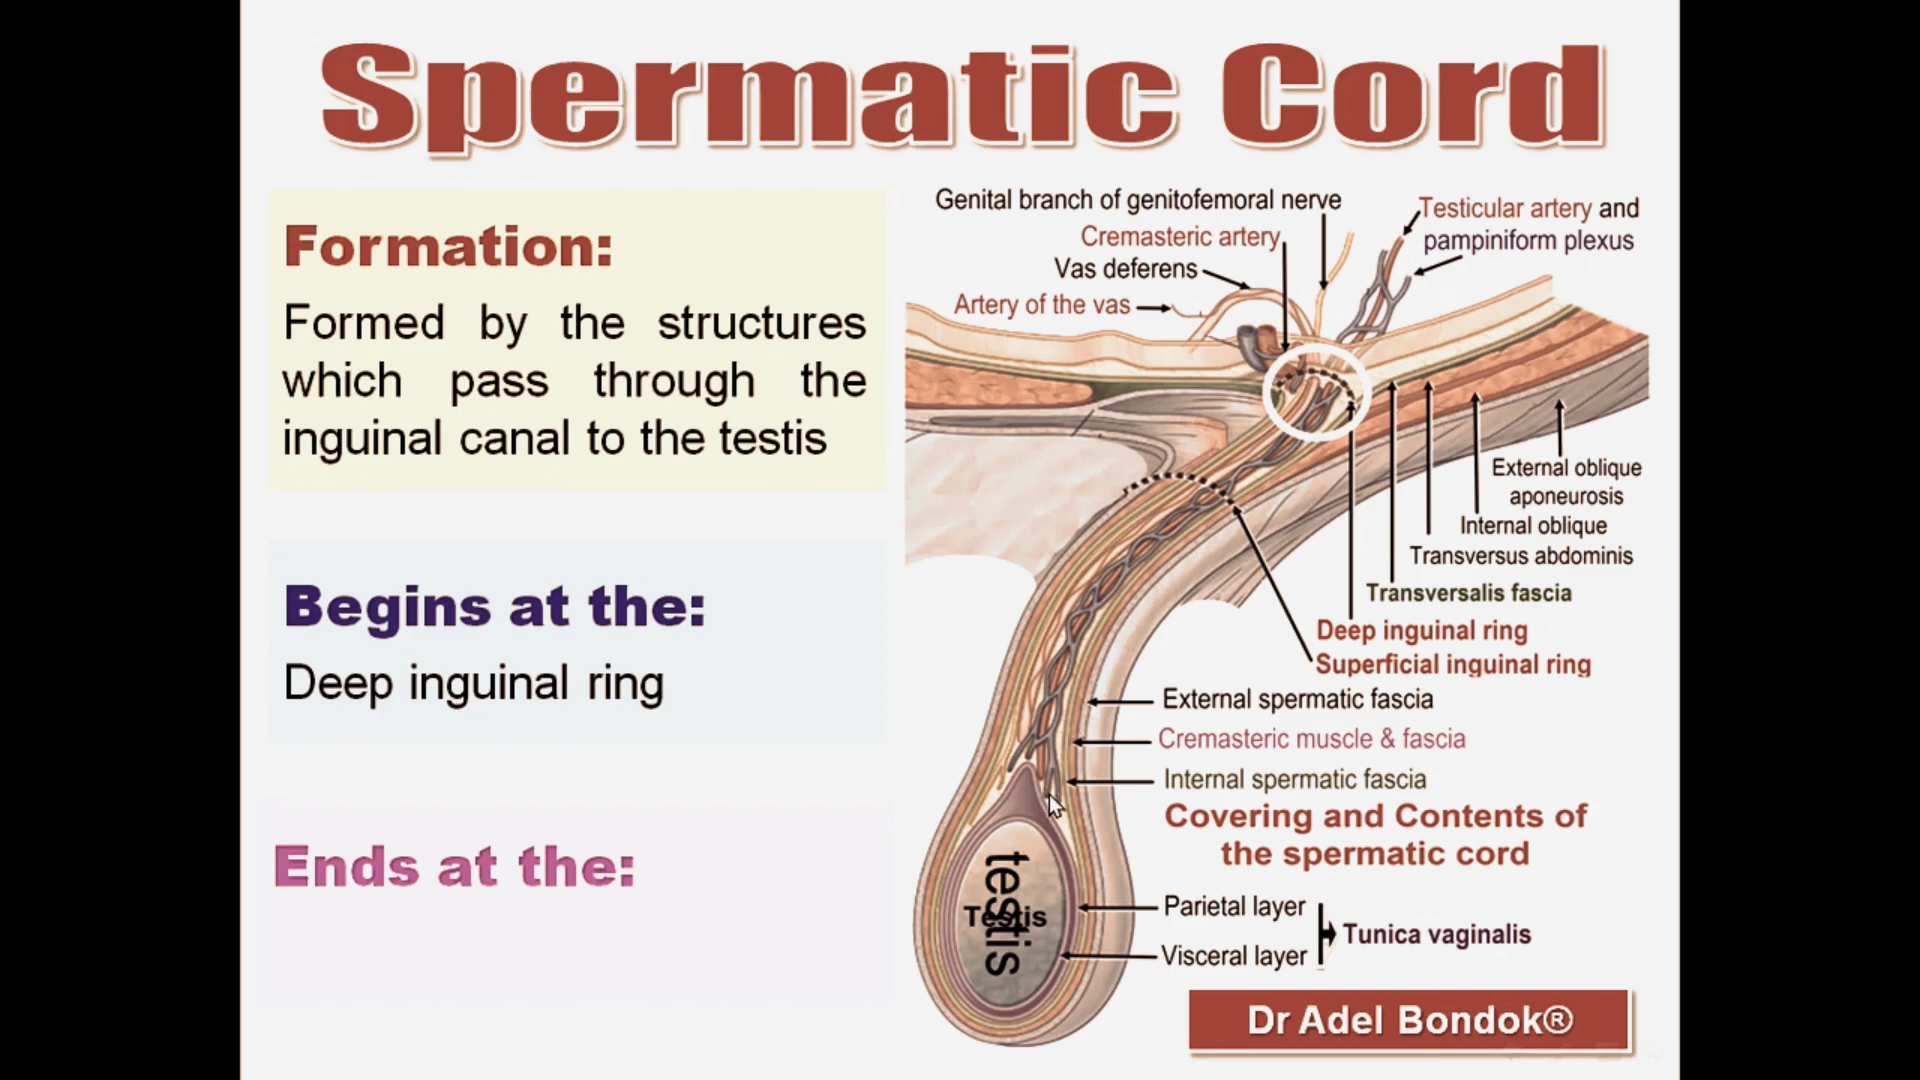 Spermatic Cord
Formation:
Formed by the structures
which pass through the
inguinal canal to the testis
Begins at the:
Deep inguinal ring
Ends at the:
Genital branch of genitofemoral nerve
Cremasteric artery
Vas deferens
Artery of the vas
Testicular artery and
pampiniform plexus
External oblique
aponeurosis
Internal oblique
Transversus abdominis
Transversalis fascia
Deep inguinal ring
Superficial inguinal ring
External spermatic fascia
Cremasteric muscle & fascia
Internal spermatic fascia
Covering and Contents of
the spermatic cord
testis
Testis
Parietal layer
Visceral layer
Tunica vaginalis
Dr Adel Bondok®